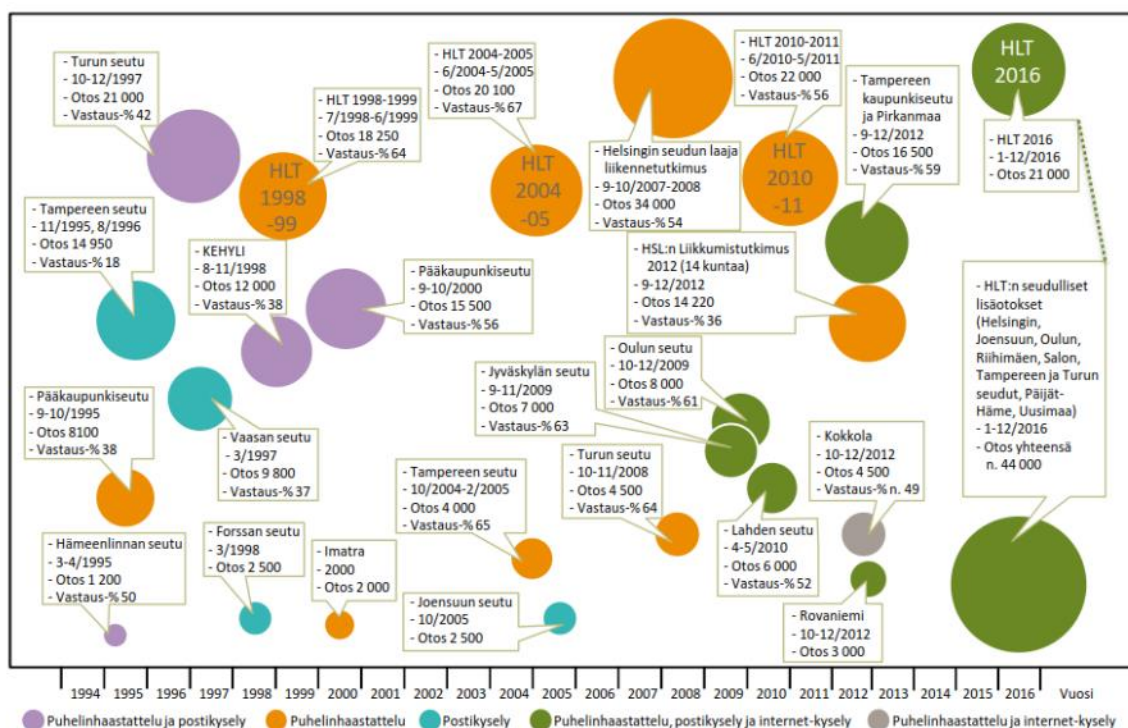 - Turun seutu
- 10-12/1997
- Otos 21 000
- Vastaus-% 42
- HLT 1998-1999
- 7/1998-6/1999
- Otos 18 250
- Vastaus-% 64
HLT
1998
-99
- HLT 2004-2005
- 6/2004-5/2005
- Otos 20 100
- Vastaus-% 67
HLT
2004
-05
- Helsingin seudun laaja
liikennetutkimus
- 9-10/2007-2008
- Otos 34 000
- Vastaus-% 54
- HLT 2010-2011
- 6/2010-5/2011
- Otos 22 000
- Vastaus-% 56
HLT
2010
-11
- Tampereen
kaupunkiseutu
ja Pirkanmaa
- 9-12/2012
- Otos 16 500
- Vastaus-% 59
HLT
2016
- HLT 2016
- 1-12/2016
- Otos 21 000
- Tampereen seutu
- 11/1995, 8/1996
- Otos 14 950
- Vastaus-% 18
- KEHYLI
- 8-11/1998
- Otos 12 000
- Vastaus-% 38
- Pääkaupunkiseutu
- 9-10/2000
- Otos 15 500
- Vastaus-% 56
- HSL:n Liikkumistutkimus
2012 (14 kuntaa)
- 9-12/2012
- Otos 14 220
- Vastaus-% 36
- HLT:n seudulliset
lisäotokset
(Helsingin,
Joensuun, Oulun,
Riihimäen, Salon,
Tampereen ja Turun
seudut, Päijät-
Häme, Uusimaa)
- 1-12/2016
- Otos yhteensä
n. 44 000
- Pääkaupunkiseutu
- 9-10/1995
- Otos 8100
- Vastaus-% 38
- Vaasan seutu
- 3/1997
- Otos 9 800
- Vastaus-% 37
- Jyväskylän seutu
- 9-11/2009
- Otos 7 000
- Vastaus-% 63
- Oulun seutu
- 10-12/2009
- Otos 8 000
- Vastaus-% 61
- Tampereen seutu
- 10/2004-2/2005
- Otos 4 000
- Vastaus-% 65
- Turun seutu
- 10-11/2008
- Otos 4 500
- Vastaus-% 64
- Kokkola
- 10-12/2012
- Otos 4 500
- Vastaus-% n. 49
- Hämeenlinnan seutu
- 3-4/1995
- Otos 1 200
- Vastaus-% 50
- Forssan seutu
- 3/1998
- Otos 2 500
- Imatra
- 2000
- Otos 2 000
- Joensuun seutu
- 10/2005
- Otos 2 500
- Lahden seutu
- 4-5/2010
- Otos 6 000
- Vastaus-% 52
- Rovaniemi
- 10-12/2012
- Otos 3 000
1994 1995 1996 1997 1998 1999 2000 2001 2002 2003 2004 2005 2006 2007 2008 2009 2010 2011 2012 2013 2014 2015 2016 Vuosi
Puhelinhaastattelu ja postikysely Puhelinhaastattelu Postikysely Puhelinhaastattelu, postikysely ja internet-kysely Puhelinhaastattelu ja internet-kysely